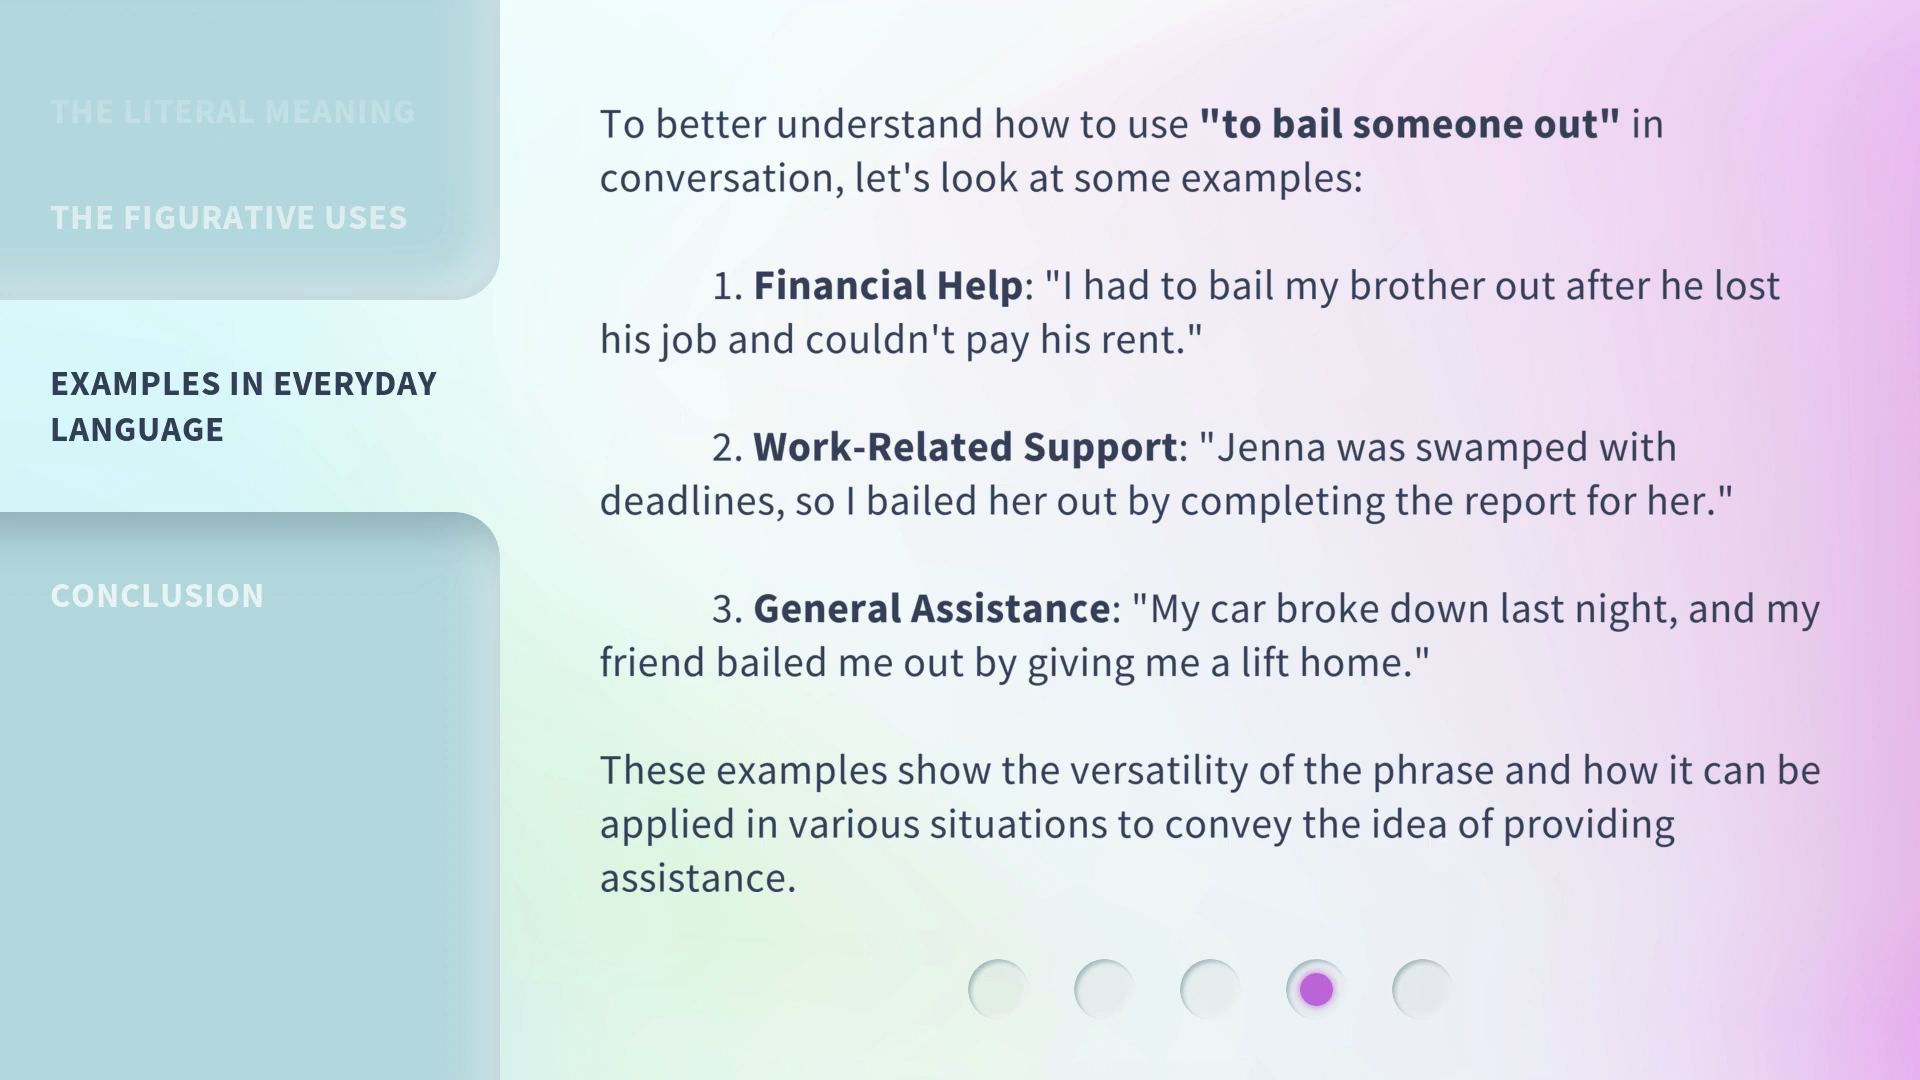 THE LITERAL MEANING
THE FIGURATIVE USES
EXAMPLES IN EVERYDAY
LANGUAGE
CONCLUSION
To better understand how to use "to bail someone out" in
conversation, let's look at some examples:
1. Financial Help: "I had to bail my brother out after he lost
his job and couldn't pay his rent."
2. Work-Related Support: "Jenna was swamped with
deadlines, so I bailed her out by completing the report for her."
3. General Assistance: "My car broke down last night, and my
friend bailed me out by giving me a lift home."
These examples show the versatility of the phrase and how it can be
applied in various situations to convey the idea of providing
assistance.